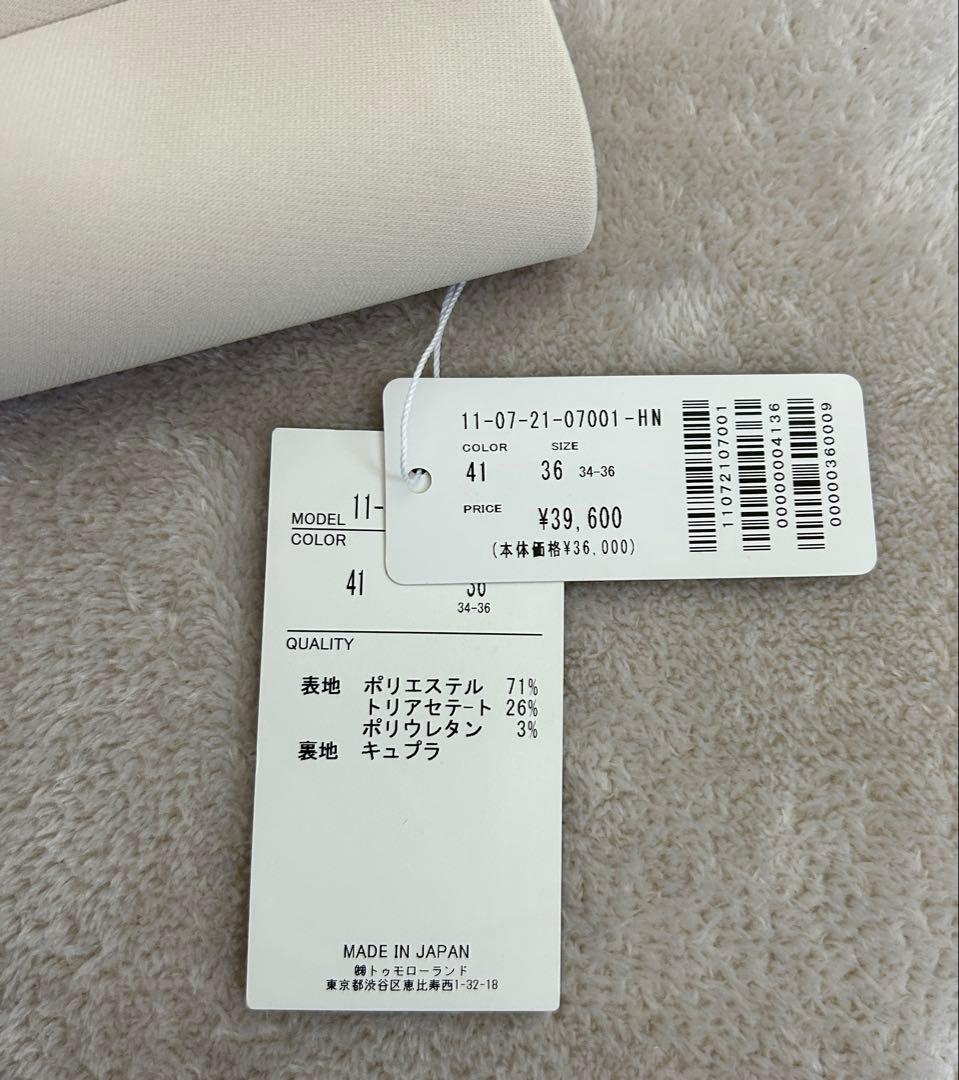 11-07-21-07001-HN
COLOR SIZE
41 36 34-36
PRICE ¥39,600
(本体価格¥36,000)
1107210700１
0000000004136
0000000360009
MODEL 11-
COLOR
41 36
34-36
QUALITY
表地 ポリエステル 71%
トリアセテート 26%
ポリウレタン 3%
裏地 キュプラ
MADE IN JAPAN
㈱トゥモローランド
東京都渋谷区恵比寿西1-32-18